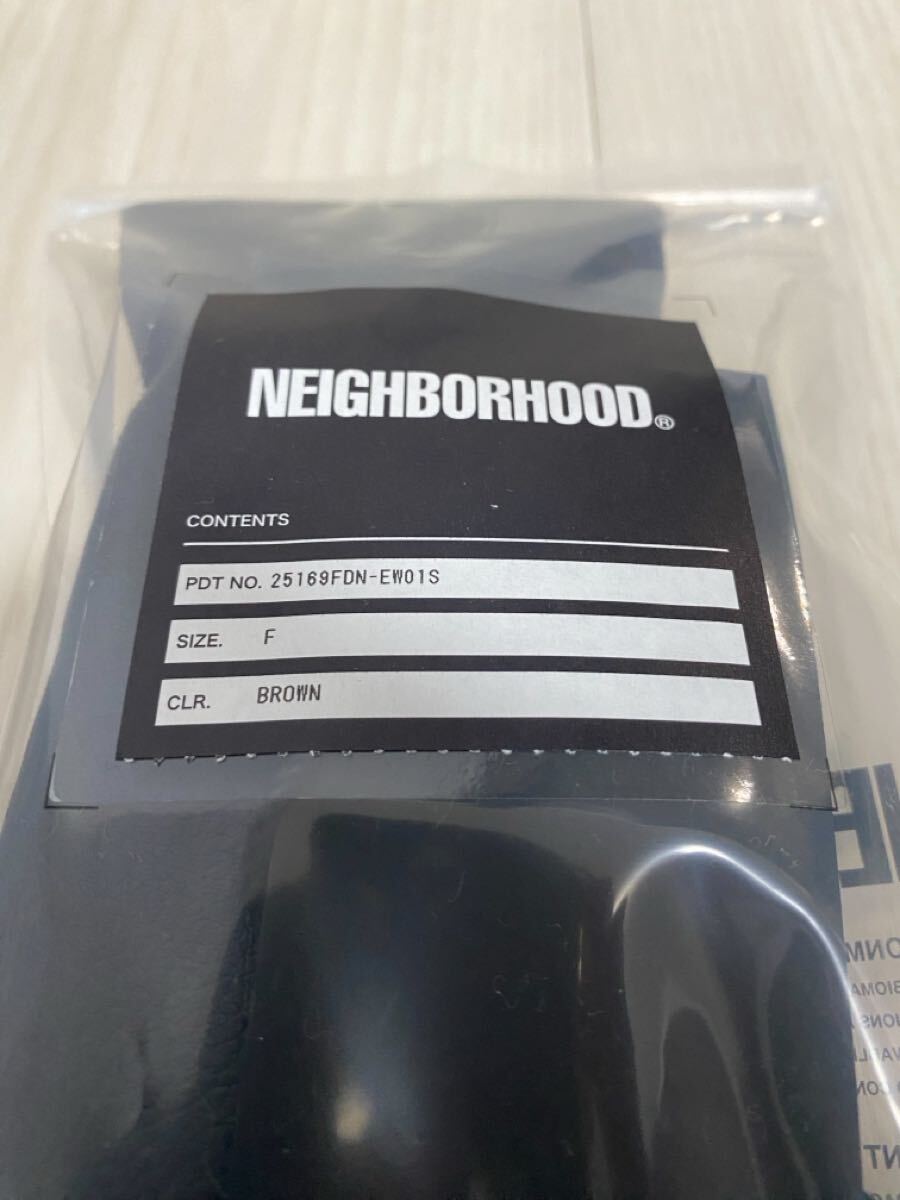 NEIGHBORHOOD®
CONTENTS
PDT NO. 25169FDN-EW01S
SIZE. F
CLR. BROWN